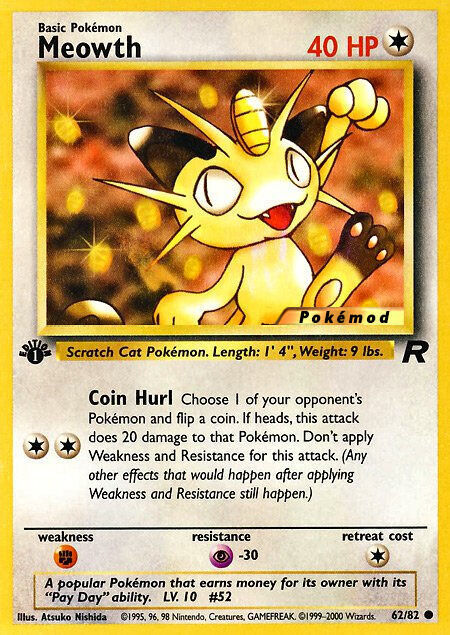 Basic Pokémon
Meowth
40 HP
Pokémod
EDITION
1
Scratch Cat Pokémon. Length: 1' 4", Weight: 9 lbs.
R
Coin Hurl Choose 1 of your opponent's
Pokémon and flip a coin. If heads, this attack
does 20 damage to that Pokémon. Don't apply
Weakness and Resistance for this attack. (Any
other effects that would happen after applying
Weakness and Resistance still happen.)
weakness
resistance
retreat cost
-30
A popular Pokémon that earns money for its owner with its
"Pay Day" ability. LV. 10 #52
Illus. Atsuko Nishida
©1995, 96, 98 Nintendo, Creatures, GAMEFREAK. ©1999-2000 Wizards.
62/82